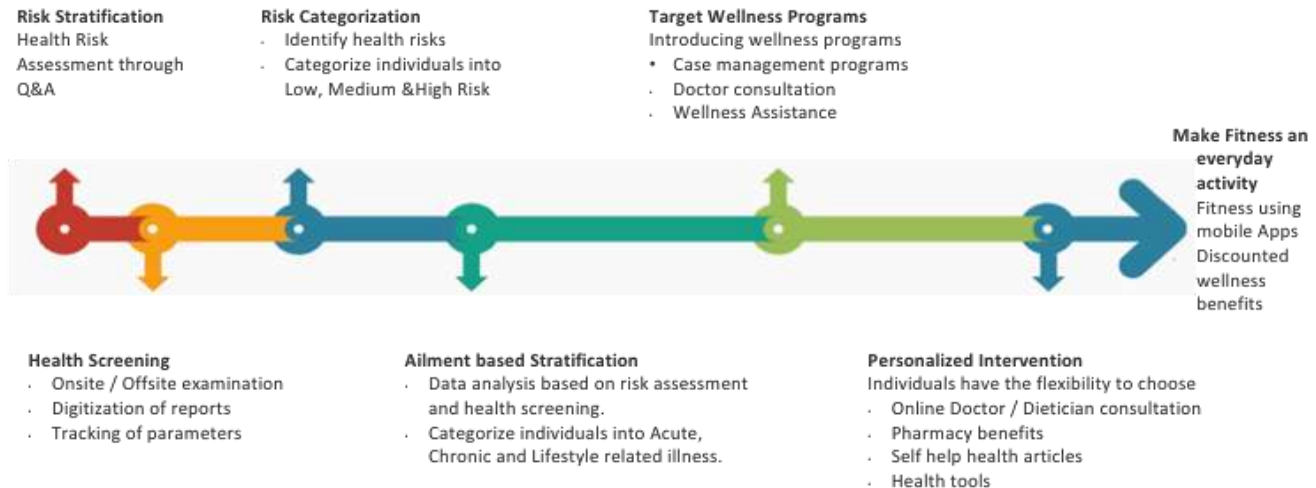 Risk Stratification
Health Risk
Assessment through
Q&A
Risk Categorization
· Identify health risks
· Categorize individuals into
Low, Medium &High Risk
Target Wellness Programs
Introducing wellness programs
• Case management programs
· Doctor consultation
· Wellness Assistance
Make Fitness an
everyday
activity
Fitness using
mobile Apps
· Discounted
wellness
benefits
Health Screening
· Onsite / Offsite examination
· Digitization of reports
· Tracking of parameters
Ailment based Stratification
· Data analysis based on risk assessment
and health screening.
· Categorize individuals into Acute,
Chronic and Lifestyle related illness.
Personalized Intervention
Individuals have the flexibility to choose
· Online Doctor / Dietician consultation
· Pharmacy benefits
· Self help health articles
· Health tools